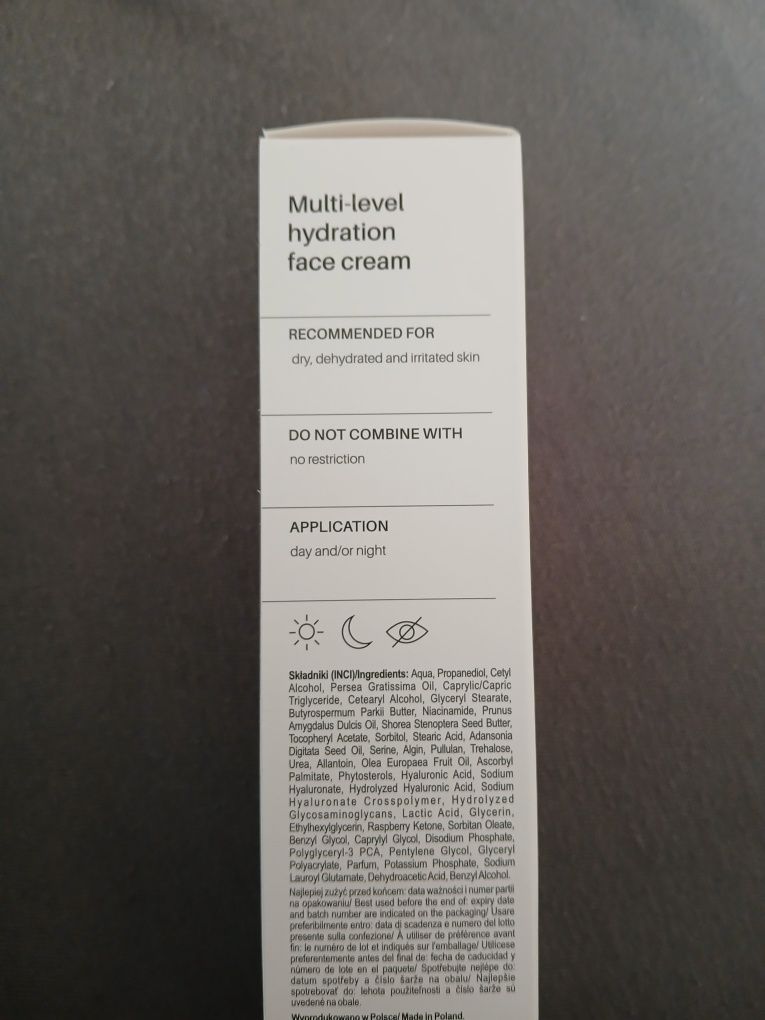 Multi-level
hydration
face cream
RECOMMENDED FOR
dry, dehydrated and irritated skin
DO NOT COMBINE WITH
no restriction
APPLICATION
day and/or night
Składniki (INCI)/Ingredients: Aqua, Propanediol, Cetyl
Alcohol, Persea Gratissima Oil, Caprylic/Capric
Triglyceride, Cetearyl Alcohol, Glyceryl Stearate,
Butyrospermum Parkii Butter, Niacinamide, Prunus
Amygdalus Dulcis Oil, Shorea Stenoptera Seed Butter,
Tocopheryl Acetate, Sorbitol, Stearic Acid, Adansonia
Digitata Seed Oil, Serine, Algin, Pullulan, Trehalose,
Urea, Allantoin, Olea Europaea Fruit Oil, Ascorbyl
Palmitate, Phytosterols, Hyaluronic Acid, Sodium
Hyaluronate, Hydrolyzed Hyaluronic Acid, Sodium
Hyaluronate Crosspolymer, Hydrolyzed
Glycosaminoglycans, Lactic Acid, Glycerin,
Ethylhexylglycerin, Raspberry Ketone, Sorbitan Oleate,
Benzyl Glycol, Caprylyl Glycol, Disodium Phosphate,
Polyglyceryl-3 PCA, Pentylene Glycol, Glyceryl
Polyacrylate, Parfum, Potassium Phosphate, Sodium
Lauroyl Glutamate, Dehydroacetic Acid, Benzyl Alcohol.
Najlepiej zużyć przed końcem: data ważności i numer partii
na opakowaniu/ Best used before the end of: expiry date
and batch number are indicated on the packaging/ Usare
preferibilmente entro: data di scadenza e numero del lotto
presente sulla confezione/ À utiliser de préférence avant
fin: le numéro de lot et indiqués sur l'emballage/ Utilícese
preferentemente antes del final de: fecha de caducidad y
número de lote en el paquete/ Spotřebujte nejlépe do:
datum spotřeby a číslo šarže na obalu/ Najlepšie
spotrebovať do: lehota použiteľnosti a číslo šarže sú
uvedené na obale.
Wyprodukowano w Polsce/ Made in Poland.